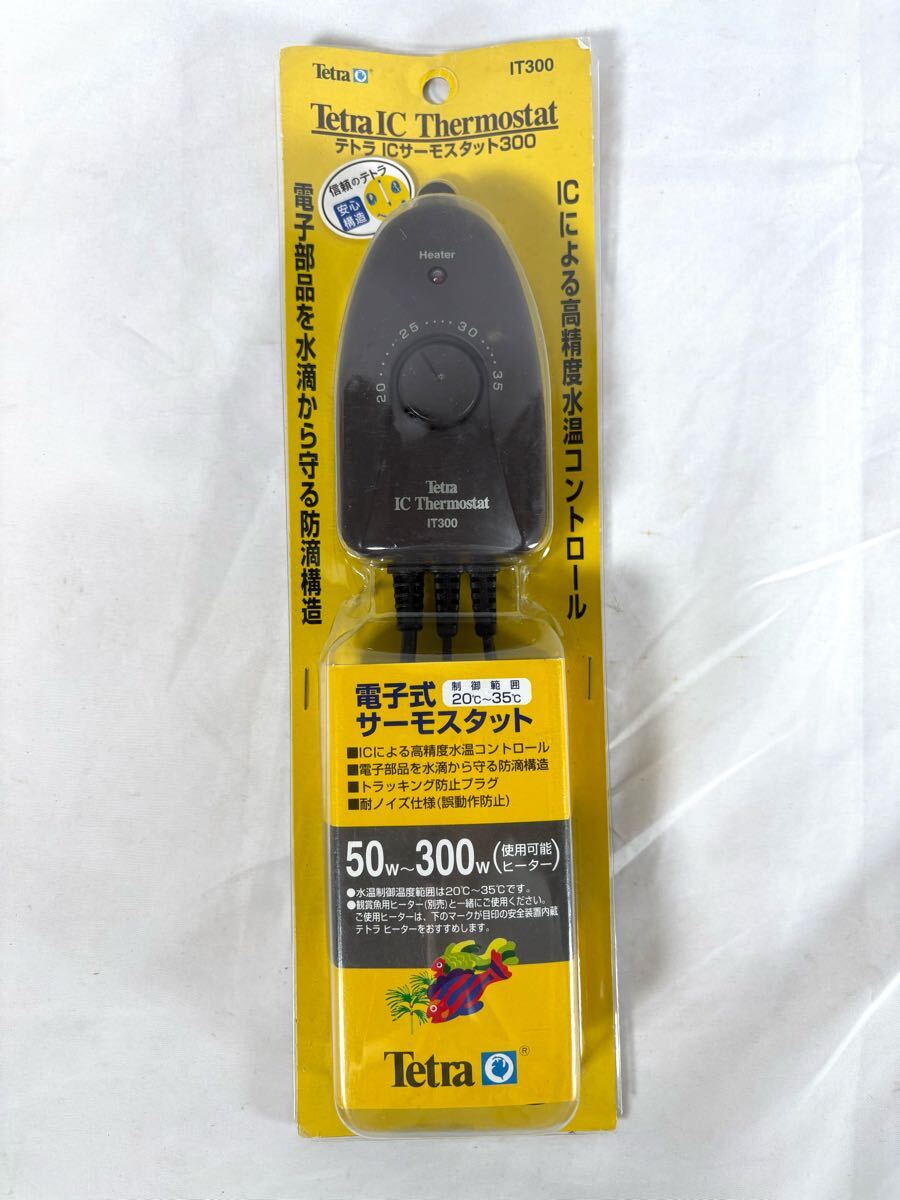 Tetra
IT300
Tetra IC Thermostat
テトラ ICサーモスタット300
信頼のテトラ
安心
構造
電子部品を水滴から守る防滴構造
ICによる高精度水温コントロール
Heater
20 25 30 35
Tetra
IC Thermostat
IT300
電子式
制御範囲
20℃~35℃
サーモスタット
■ICによる高精度水温コントロール
■電子部品を水滴から守る防滴構造
■トラッキング防止プラグ
■耐ノイズ仕様(誤動作防止)
50W~300W(使用可能
ヒーター)
●水温制御温度範囲は20℃~35℃です。
●観賞魚用ヒーター(別売)と一緒にご使用ください。
ご使用ヒーターは、下のマークが目印の安全装置内蔵
テトラ ヒーターをおすすめします。
Tetra ®